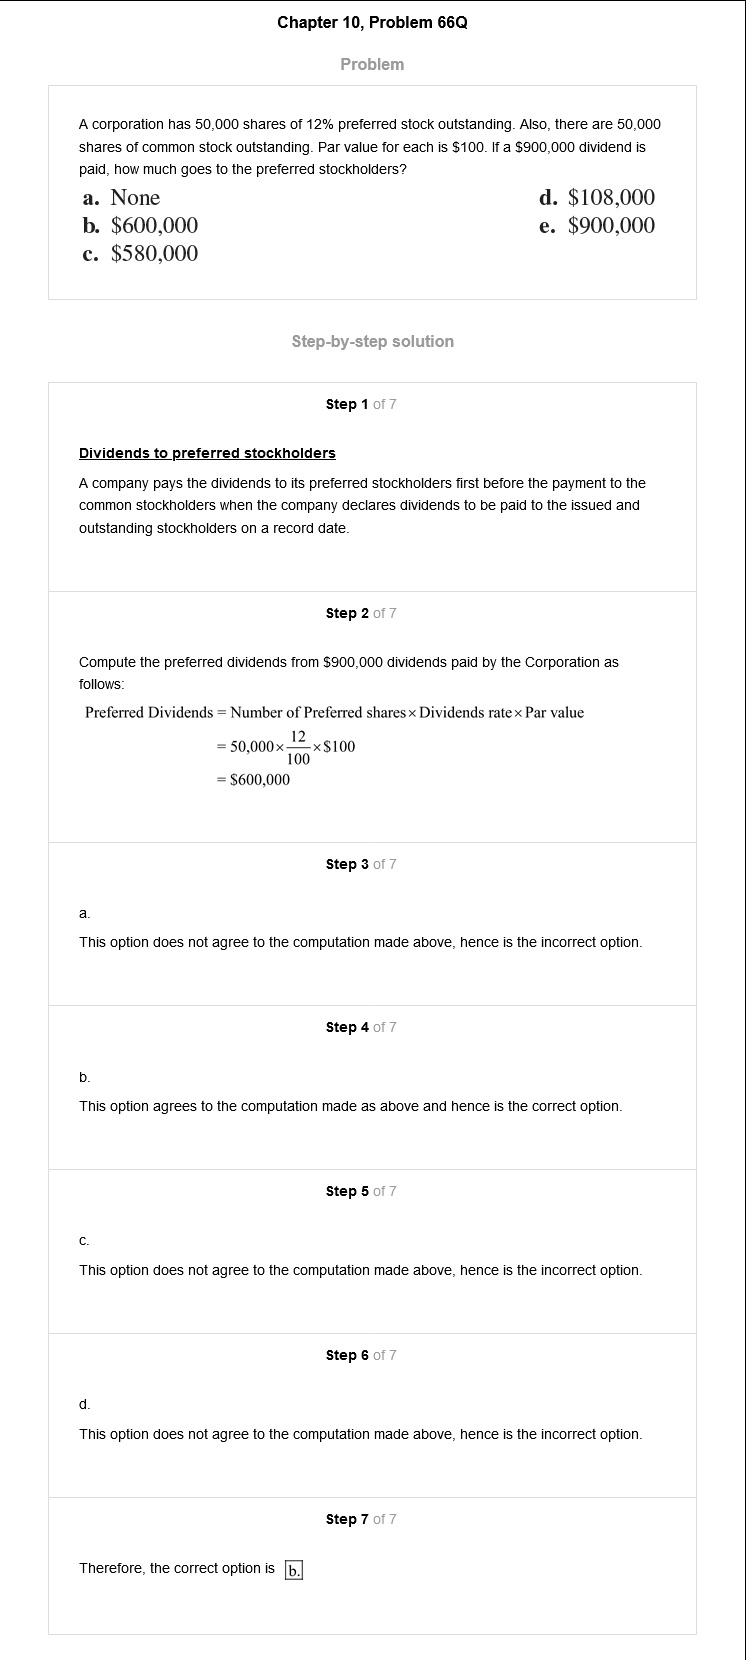 Chapter 10, Problem 66Q
Problem
A corporation has 50,000 shares of 12% preferred stock outstanding. Also, there are 50,000
shares of common stock outstanding. Par value for each is $100. If a $900,000 dividend is
paid, how much goes to the preferred stockholders?
a. None
b. $600,000
c. $580,000
d. $108,000
e. $900,000
Step-by-step solution
Step 1 of 7
Dividends to preferred stockholders
A company pays the dividends to its preferred stockholders first before the payment to the
common stockholders when the company declares dividends to be paid to the issued and
outstanding stockholders on a record date.
Step 2 of 7
Compute the preferred dividends from $900,000 dividends paid by the Corporation as
follows:
Preferred Dividends = Number of Preferred shares × Dividends rate × Par value
= 50,000 × 12/100 × $100
= $600,000
Step 3 of 7
a.
This option does not agree to the computation made above, hence is the incorrect option.
Step 4 of 7
b.
This option agrees to the computation made as above and hence is the correct option.
Step 5 of 7
c.
This option does not agree to the computation made above, hence is the incorrect option.
Step 6 of 7
d.
This option does not agree to the computation made above, hence is the incorrect option.
Step 7 of 7
Therefore, the correct option is b.